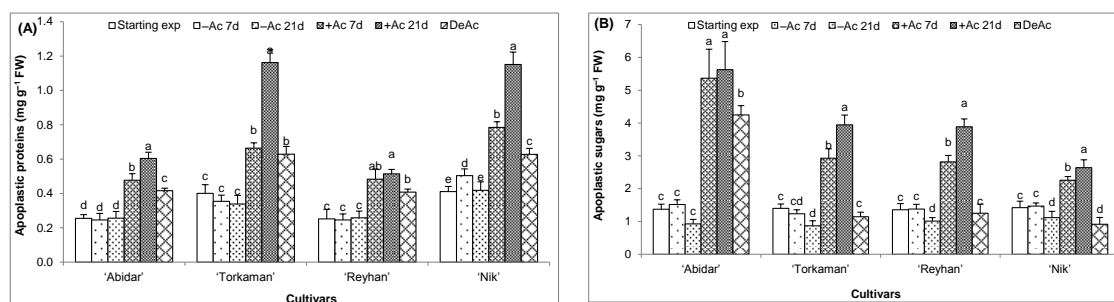 (A)
Starting exp –Ac 7d –Ac 21d +Ac 7d +Ac 21d DeAc
Apoplastic proteins (mg g⁻¹ FW)
1.4
1.2
1.0
0.8
0.6
0.4
0.2
0.0
d d d b a c
c c c b a b
c c c ab a b
e d e b a c
'Abidar' 'Torkaman' 'Reyhan' 'Nik'
Cultivars
(B)
Starting exp –Ac 7d –Ac 21d +Ac 7d +Ac 21d DeAc
Apoplastic sugars (mg g⁻¹ FW)
7
6
5
4
3
2
1
0
c c d a a b
c cd d b a c
c c d b a c
c c d b a d
'Abidar' 'Torkaman' 'Reyhan' 'Nik'
Cultivars